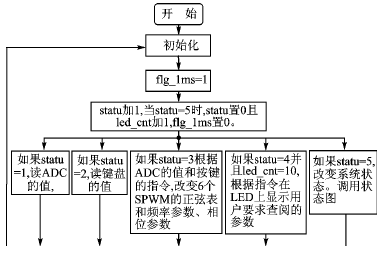 开 始
初始化
flg_1ms=1
statu加1,当statu=5时,statu置0且
led_cnt加1,flg_1ms置0。
如果statu
=1,读ADC
的值,
如果statu
=2,读键盘
的值
如果statu=3根据
ADC的值和按键
的指令,改变6个
SPWM的正弦表
和频率参数、相
位参数
如果statu=4并
且led_cnt=10,
根据指令在
LED上显示用
户要求查阅的
参数
如果statu=5,
改变系统
状态。调用
状态图